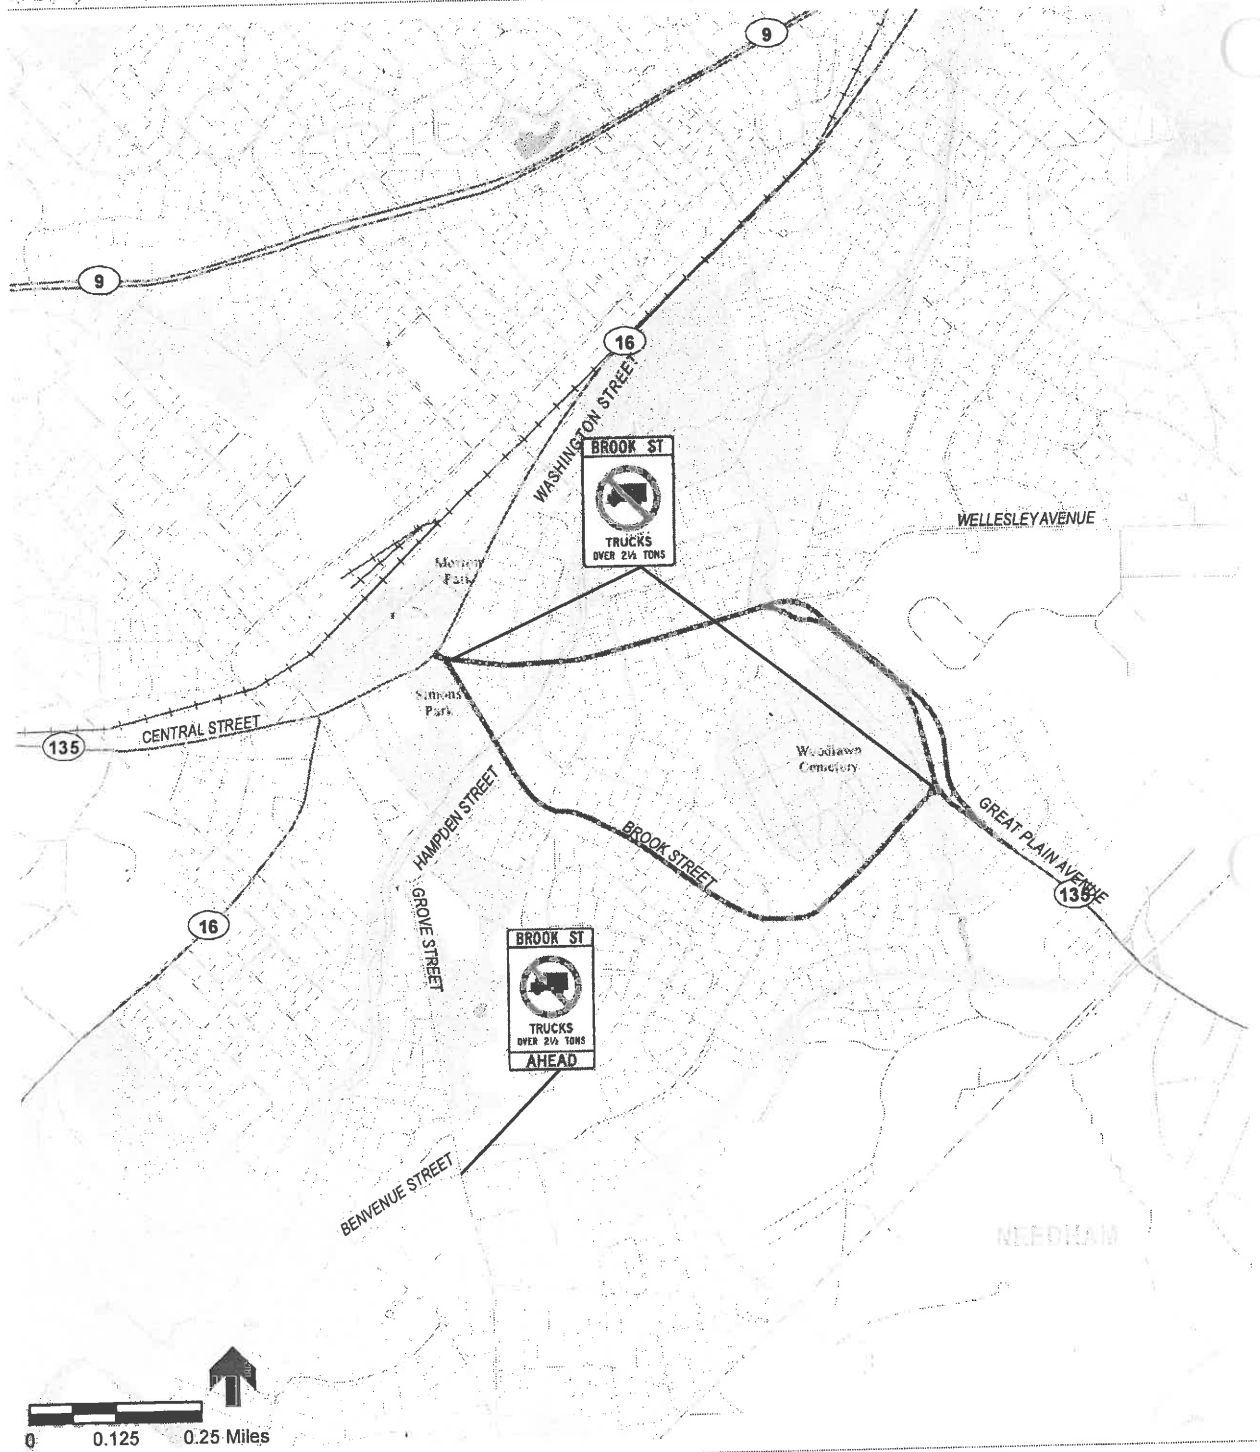 9
9
16
WASHINGTON STREET
BROOK ST
TRUCKS
OVER 2½ TONS
WELLESLEY AVENUE
Morton
Park
Simons
Park
CENTRAL STREET
135
Woodlawn
Cemetery
HAMPDEN STREET
BROOK STREET
GREAT PLAIN AVENUE
135
GROVE STREET
16
BROOK ST
TRUCKS
OVER 2½ TONS
AHEAD
BENVENUE STREET
NEEDHAM
0 0.125 0.25 Miles